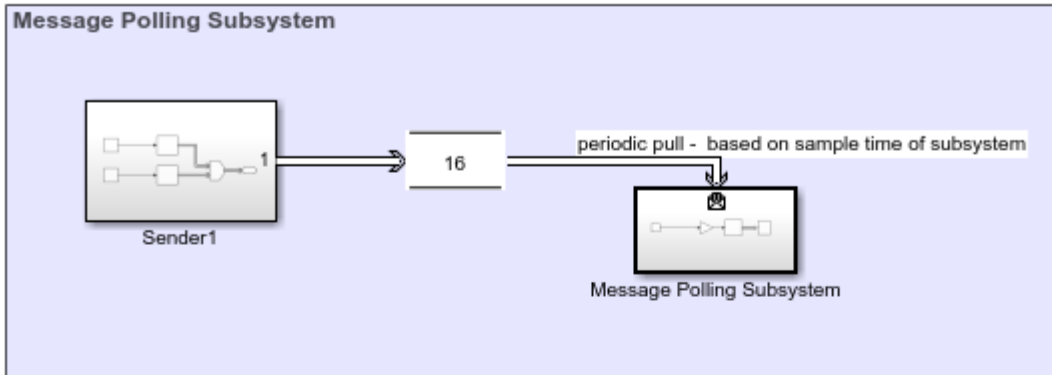 Message Polling Subsystem
periodic pull - based on sample time of subsystem
1
16
Sender1
Message Polling Subsystem